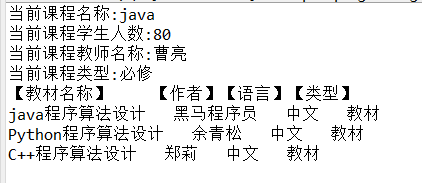 当前课程名称:java
当前课程学生人数:80
当前课程教师名称:曹亮
当前课程类型:必修
【教材名称】 【作者】【语言】【类型】
java程序算法设计 黑马程序员 中文 教材
Python程序算法设计 余青松 中文 教材
C++程序算法设计 郑莉 中文 教材